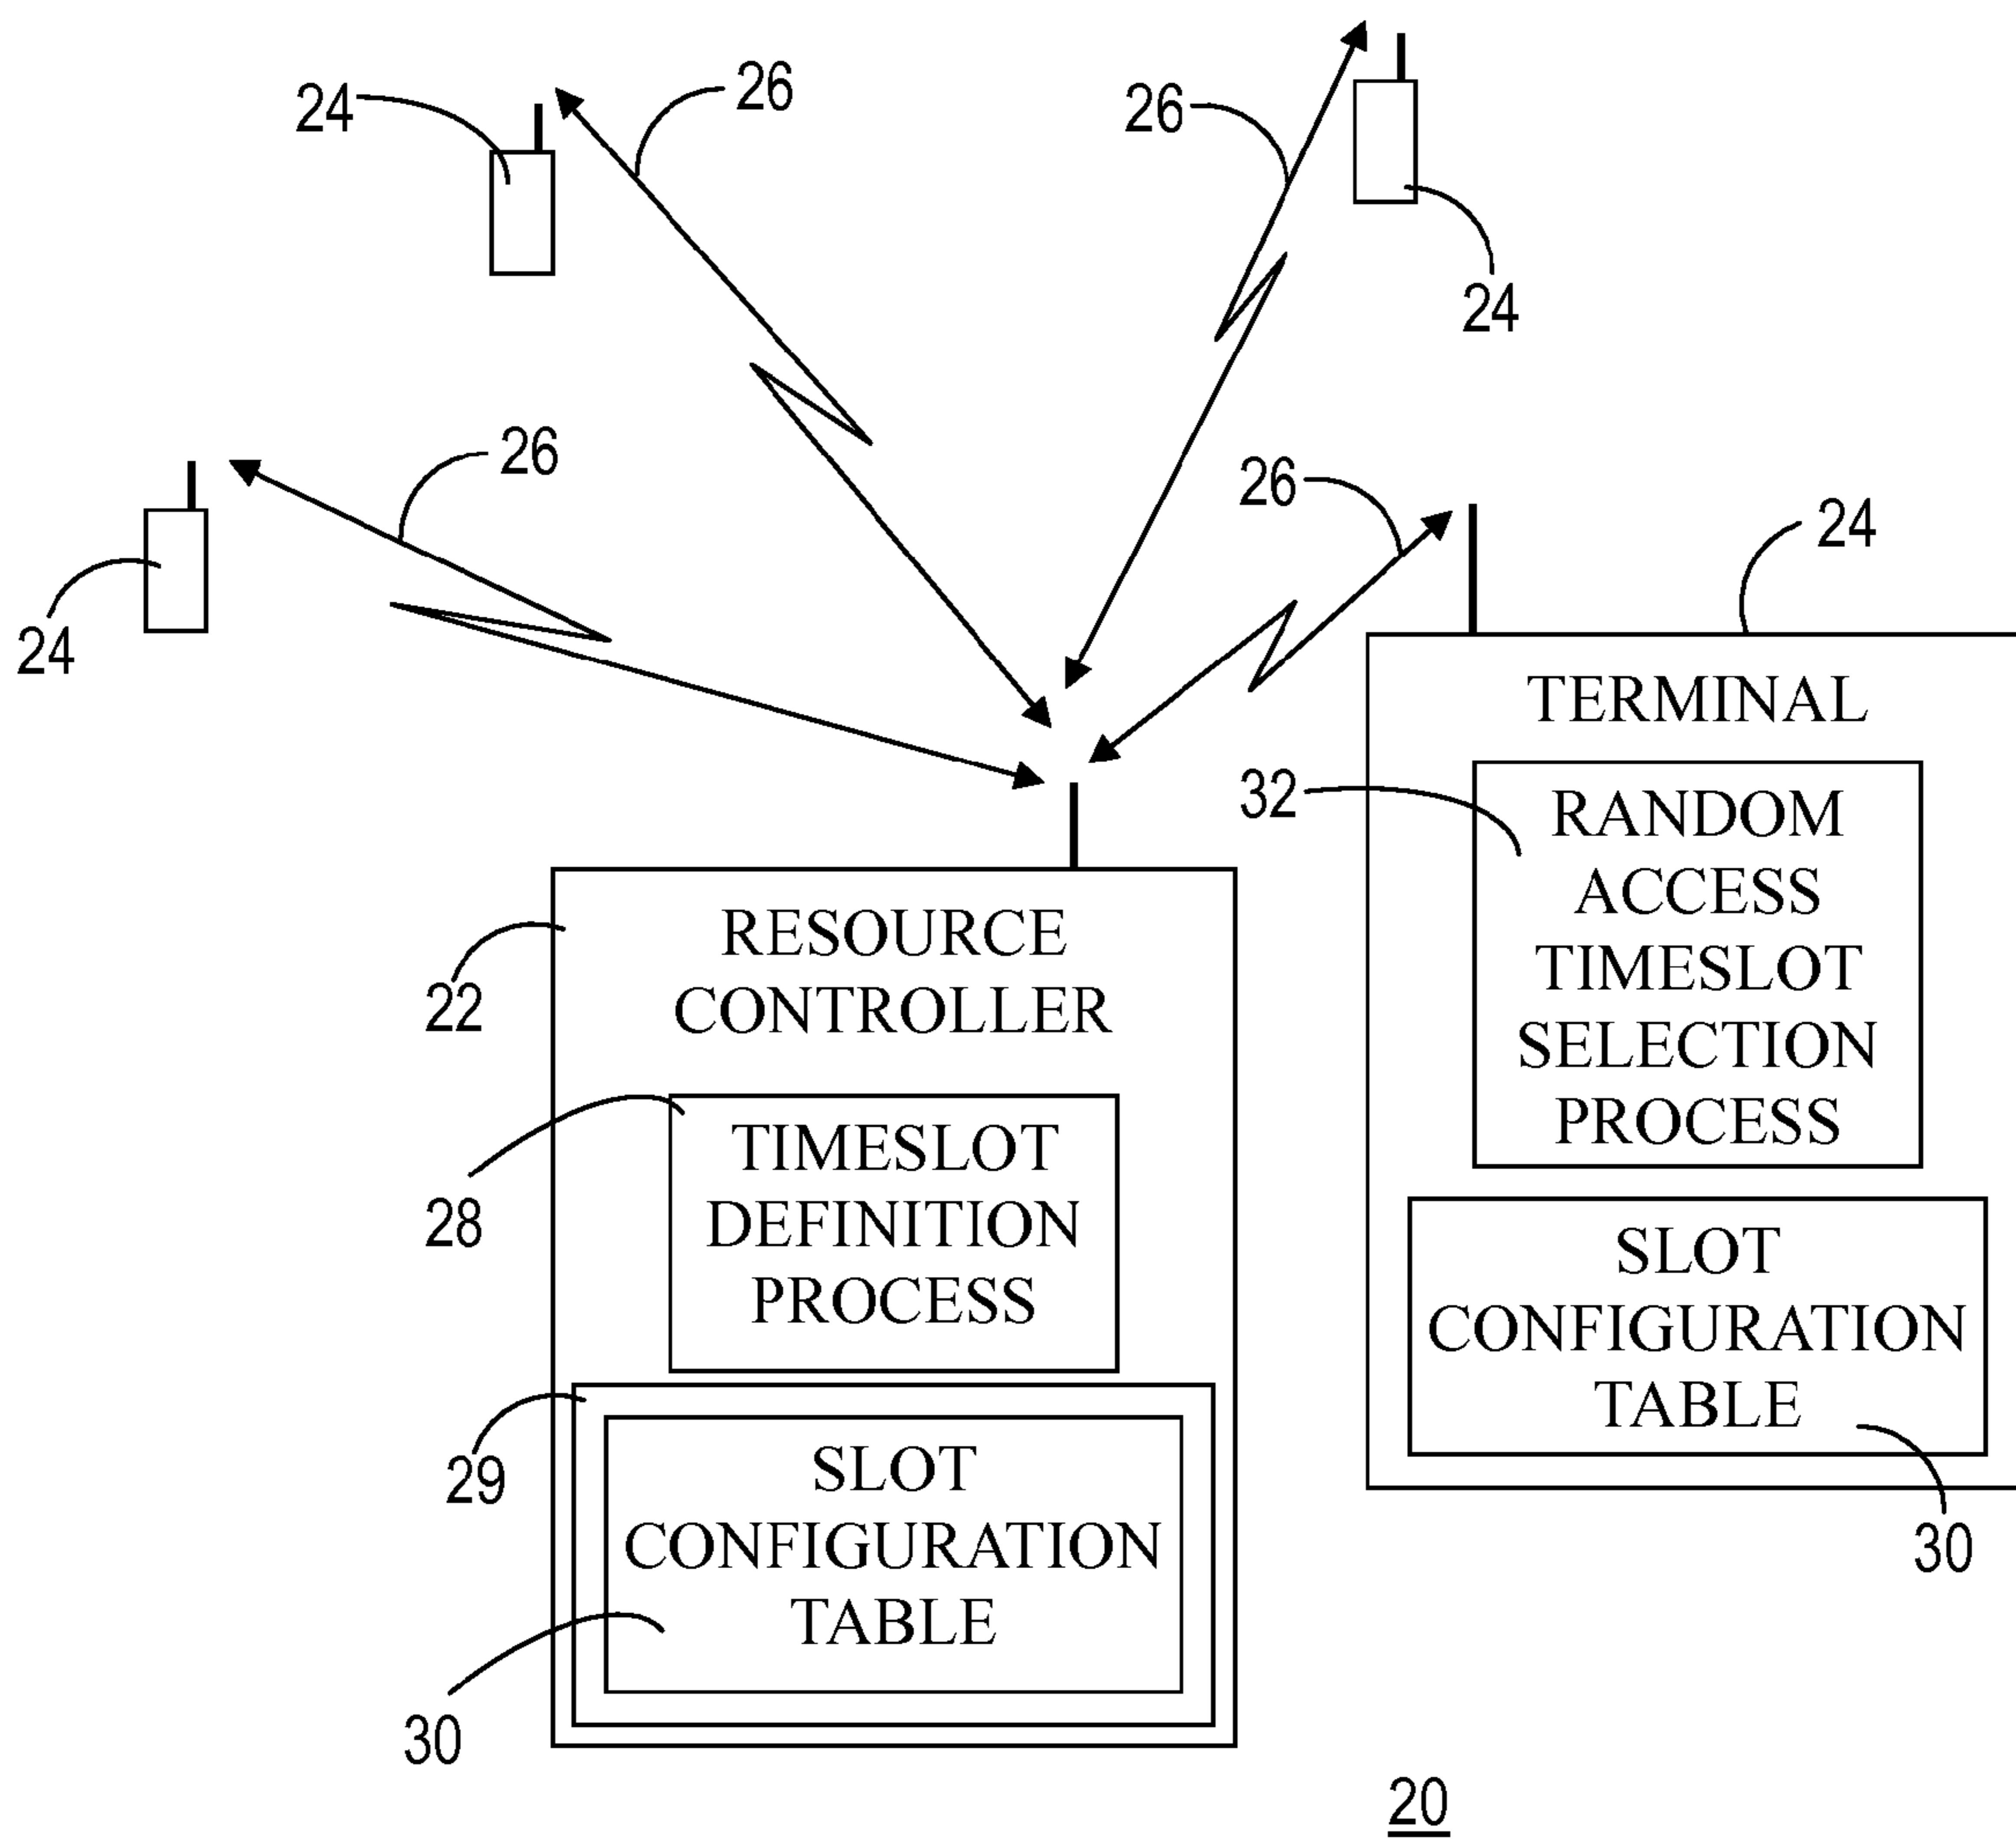 26
26
24
24
26
26
24
24
TERMINAL
32
RANDOM
ACCESS
TIMESLOT
SELECTION
PROCESS
SLOT
CONFIGURATION
TABLE
30
RESOURCE
CONTROLLER
22
TIMESLOT
DEFINITION
PROCESS
28
29
SLOT
CONFIGURATION
TABLE
30
20